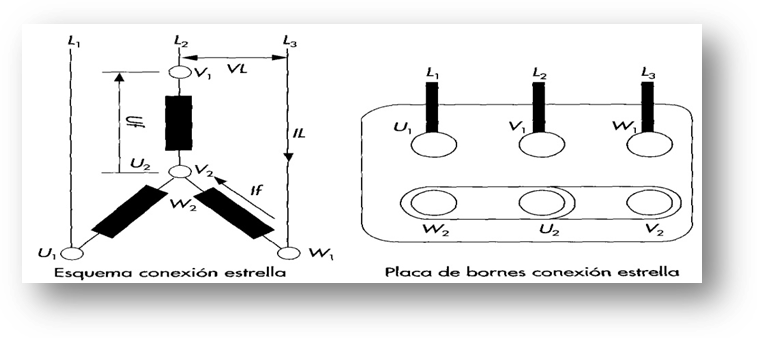 L1 L2 L3
VL
V1
Uf
IL
U2 V2
If
W2
U1 W1
Esquema conexión estrella
L1 L2 L3
U1 V1 W1
W2 U2 V2
Placa de bornes conexión estrella